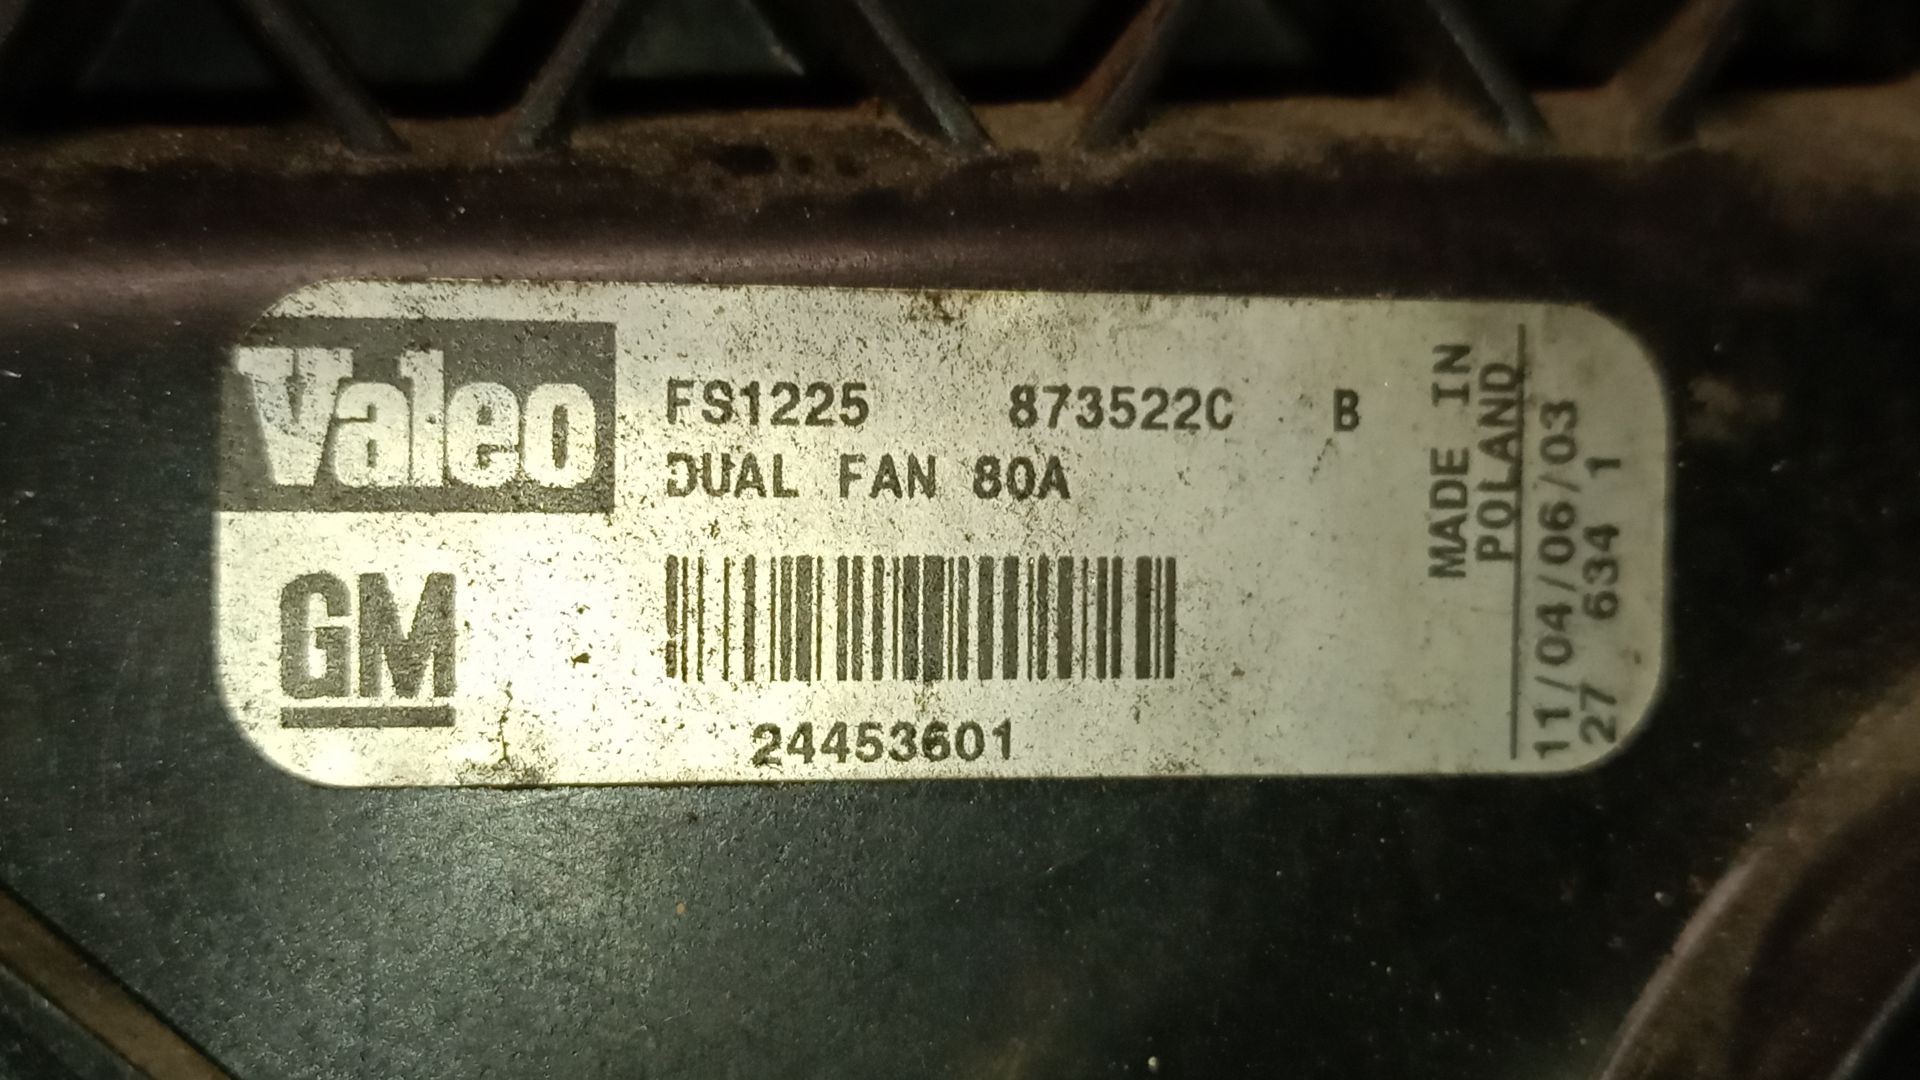 Valeo
FS1225 873522C B
DUAL FAN 80A
GM
24453601
MADE IN
POLAND
11/04/06/03
27 634 1